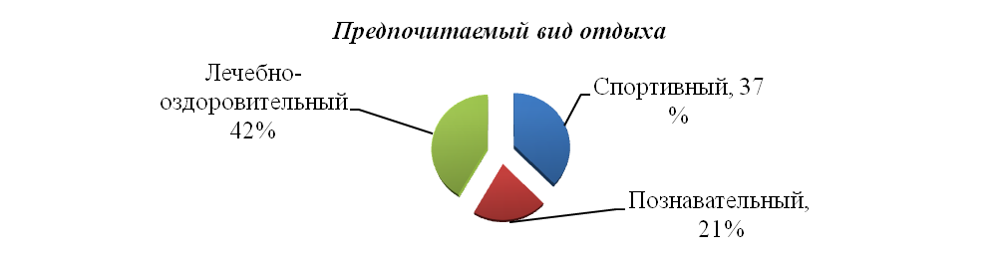 Предпочитаемый вид отдыха
Лечебно-
оздоровительный
42%
Спортивный, 37
%
Познавательный,
21%